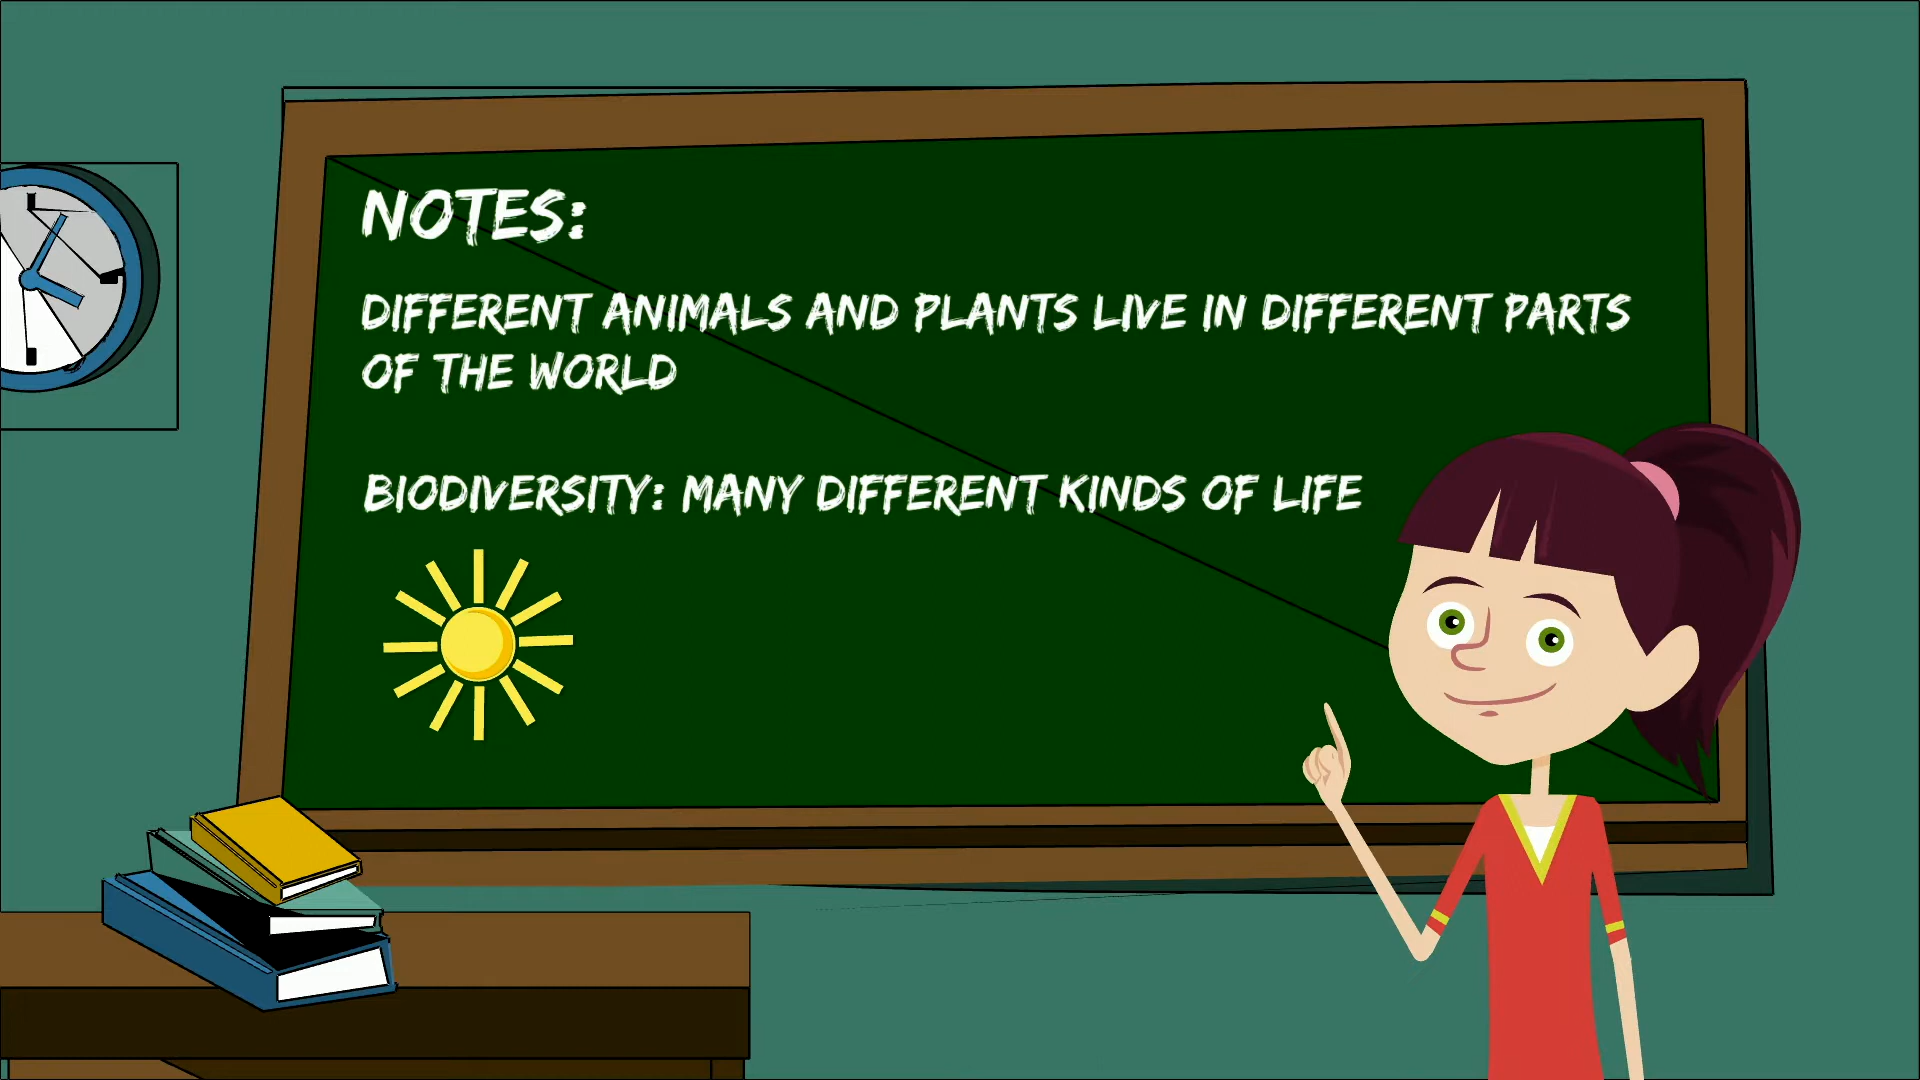 NOTES:
DIFFERENT ANIMALS AND PLANTS LIVE IN DIFFERENT PARTS
OF THE WORLD
BIODIVERSITY: MANY DIFFERENT KINDS OF LIFE